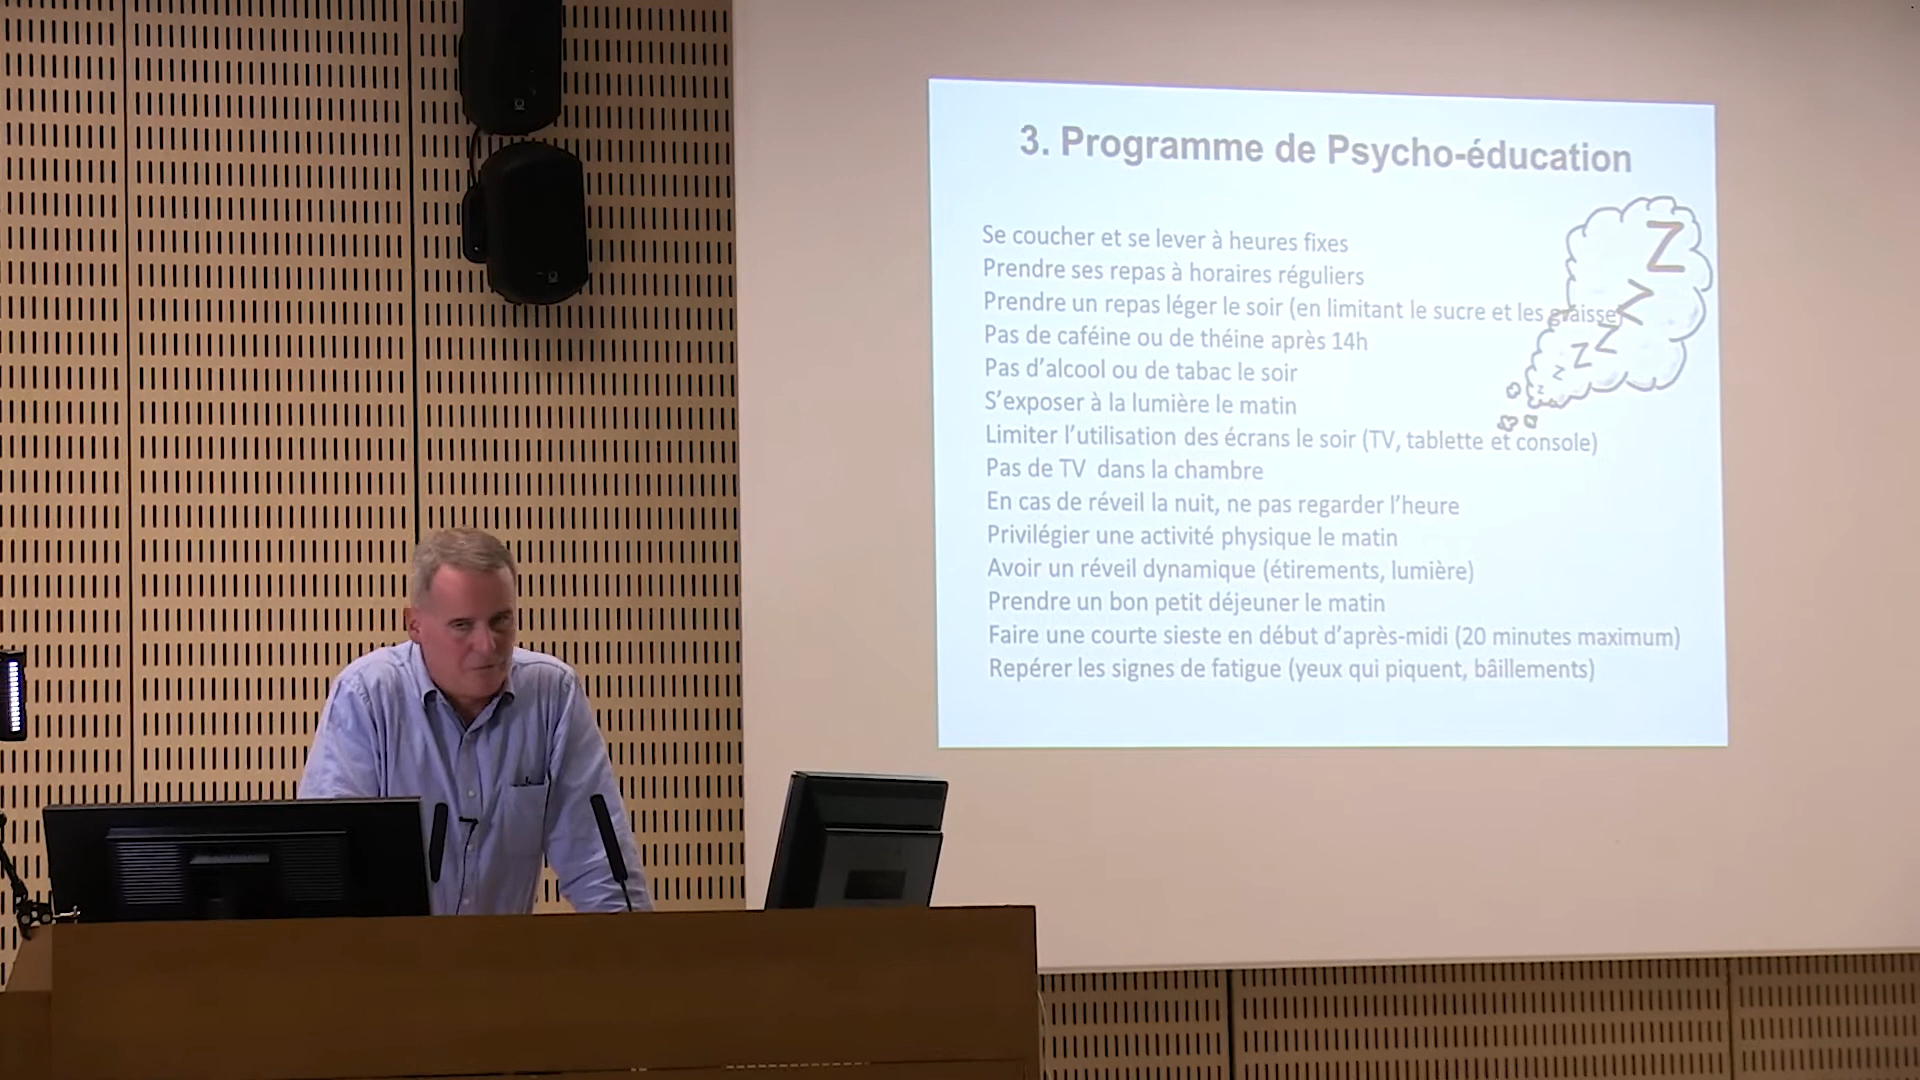 3. Programme de Psycho-éducation
Se coucher et se lever à heures fixes
Prendre ses repas à horaires réguliers
Prendre un repas léger le soir (en limitant le sucre et les graisse
Pas de caféine ou de théine après 14h
Pas d'alcool ou de tabac le soir
S'exposer à la lumière le matin
Limiter l'utilisation des écrans le soir (TV, tablette et console)
Pas de TV dans la chambre
En cas de réveil la nuit, ne pas regarder l'heure
Privilégier une activité physique le matin
Avoir un réveil dynamique (étirements, lumière)
Prendre un bon petit déjeuner le matin
Faire une courte sieste en début d'après-midi (20 minutes maximum)
Repérer les signes de fatigue (yeux qui piquent, bâillements)
Z
Z
Z
Z
z
z